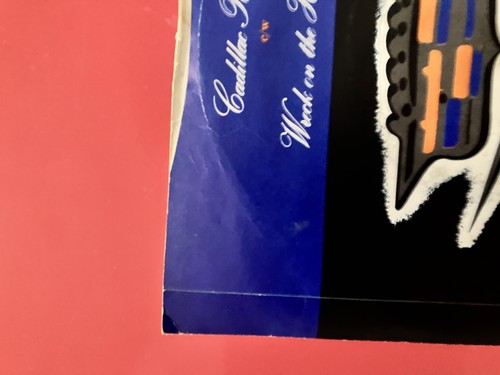 Cadillac
c/w
Wreck on the